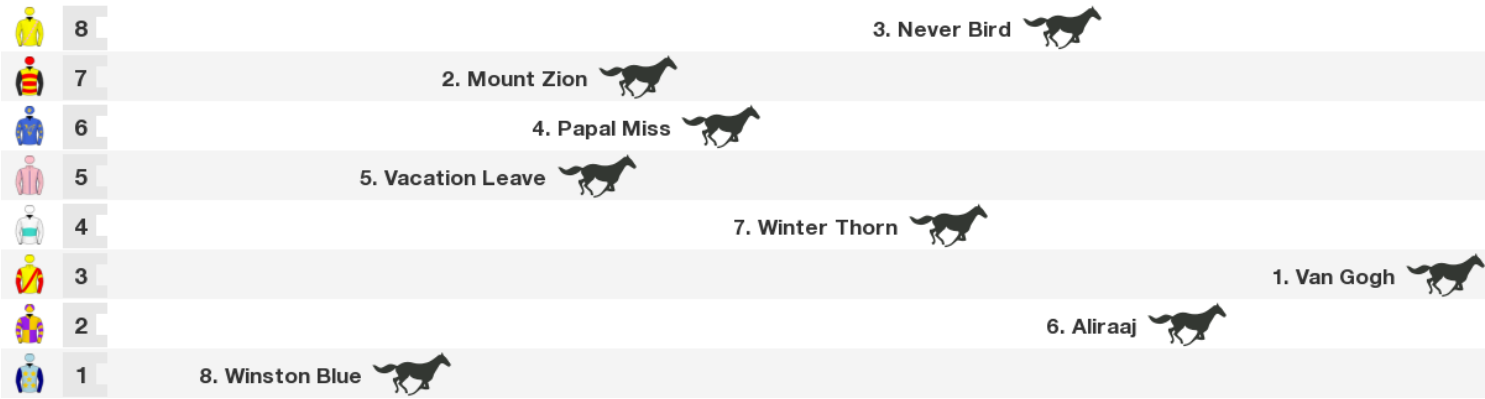 8 3. Never Bird
7 2. Mount Zion
6 4. Papal Miss
5 5. Vacation Leave
4 7. Winter Thorn
3 1. Van Gogh
2 6. Aliraaj
1 8. Winston Blue